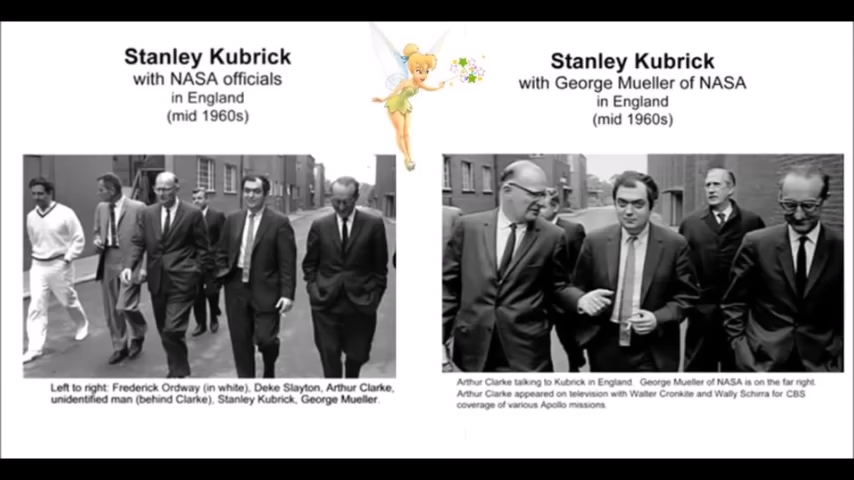 Stanley Kubrick
with NASA officials
in England
(mid 1960s)
Left to right: Frederick Ordway (in white), Deke Slayton, Arthur Clarke,
unidentified man (behind Clarke), Stanley Kubrick, George Mueller.
Stanley Kubrick
with George Mueller of NASA
in England
(mid 1960s)
Arthur Clarke talking to Kubrick in England. George Mueller of NASA is on the far right.
Arthur Clarke appeared on television with Walter Cronkite and Wally Schirra for CBS
coverage of various Apollo missions.